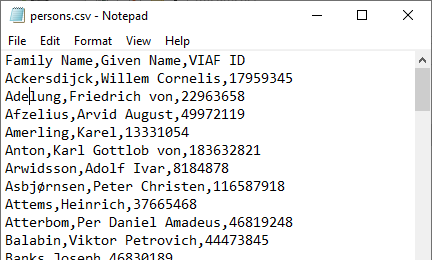 persons.csv - Notepad
File Edit Format View Help
Family Name,Given Name,VIAF ID
Ackersdijck,Willem Cornelis,17959345
Adelung,Friedrich von,22963658
Afzelius,Arvid August,49972119
Amerling,Karel,13331054
Anton,Karl Gottlob von,183632821
Arwidsson,Adolf Ivar,8184878
Asbjørnsen,Peter Christen,116587918
Attems,Heinrich,37665468
Atterbom,Per Daniel Amadeus,46819248
Balabin,Viktor Petrovich,44473845
Banks,Joseph,46830189